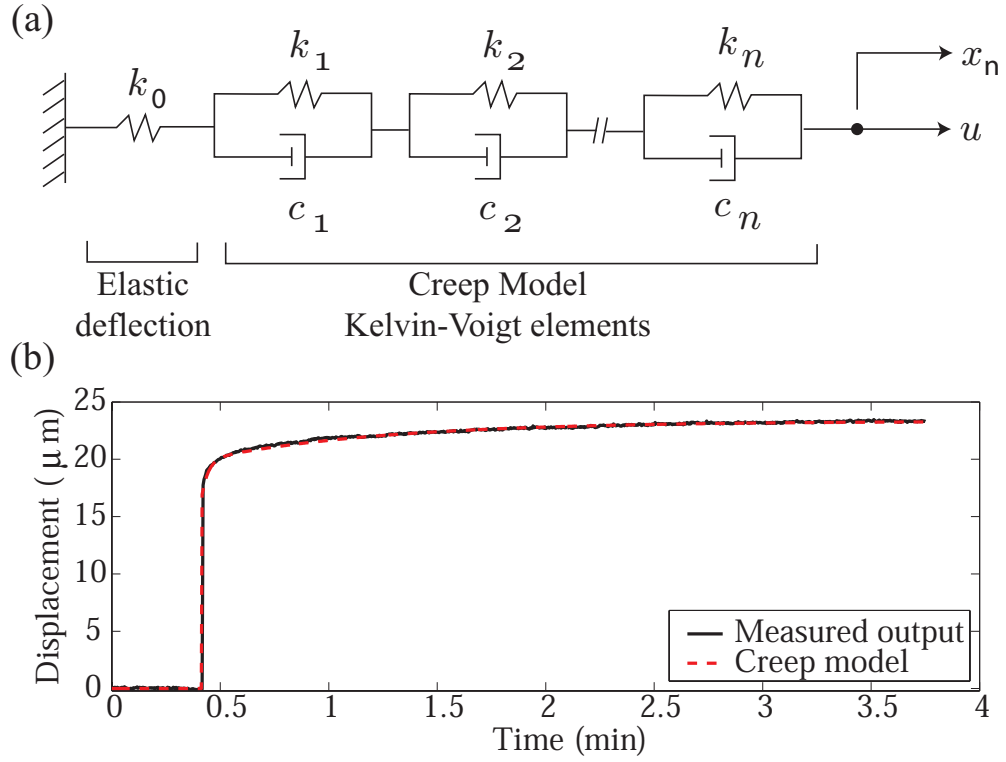 (a)
k₀
k₁
k₂
kₙ
xₙ
u
c₁
c₂
cₙ
Elastic
deflection
Creep Model
Kelvin-Voigt elements
(b)
Displacement ( μ m)
25
20
15
10
5
0
Measured output
Creep model
0 0.5 1 1.5 2 2.5 3 3.5 4
Time (min)